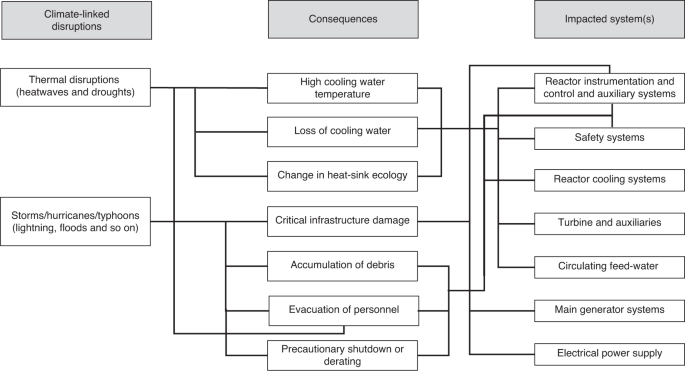 Climate-linked
disruptions
Consequences
Impacted system(s)
Thermal disruptions
(heatwaves and droughts)
High cooling water
temperature
Reactor instrumentation and
control and auxiliary systems
Loss of cooling water
Safety systems
Change in heat-sink ecology
Reactor cooling systems
Storms/hurricanes/typhoons
(lightning, floods and so on)
Critical infrastructure damage
Turbine and auxiliaries
Accumulation of debris
Circulating feed-water
Evacuation of personnel
Main generator systems
Precautionary shutdown or
derating
Electrical power supply